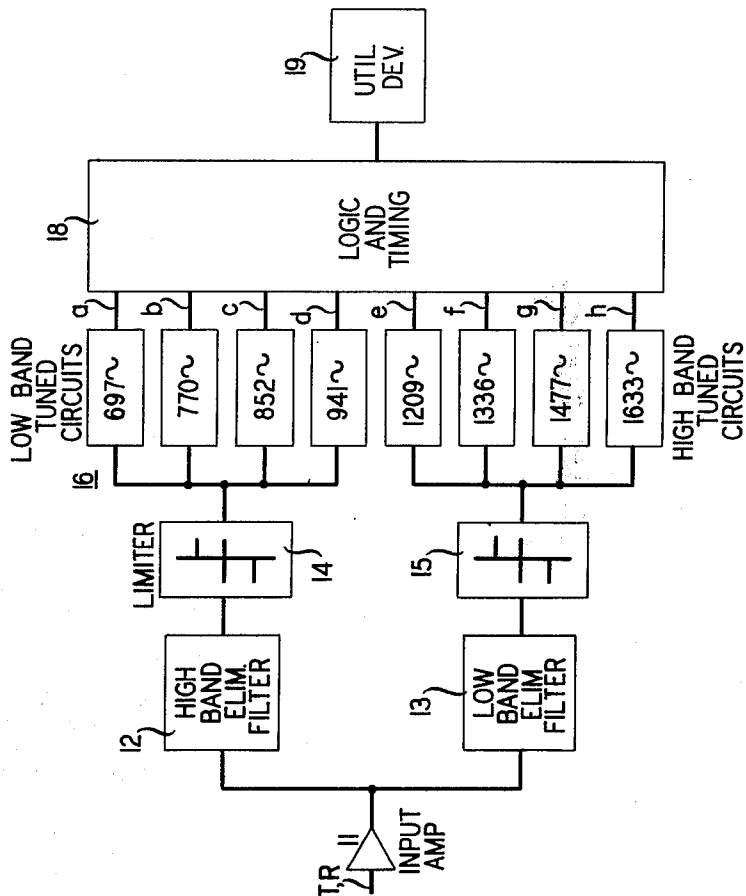 T,R
11
INPUT
AMP
12
HIGH
BAND
ELIM.
FILTER
13
LOW
BAND
ELIM
FILTER
LIMITER
14
15
16
LOW BAND
TUNED
CIRCUITS
697~
770~
852~
941~
1209~
1336~
1477~
1633~
HIGH BAND
TUNED
CIRCUITS
a
b
c
d
e
f
g
h
18
LOGIC
AND
TIMING
19
UTIL.
DEV.